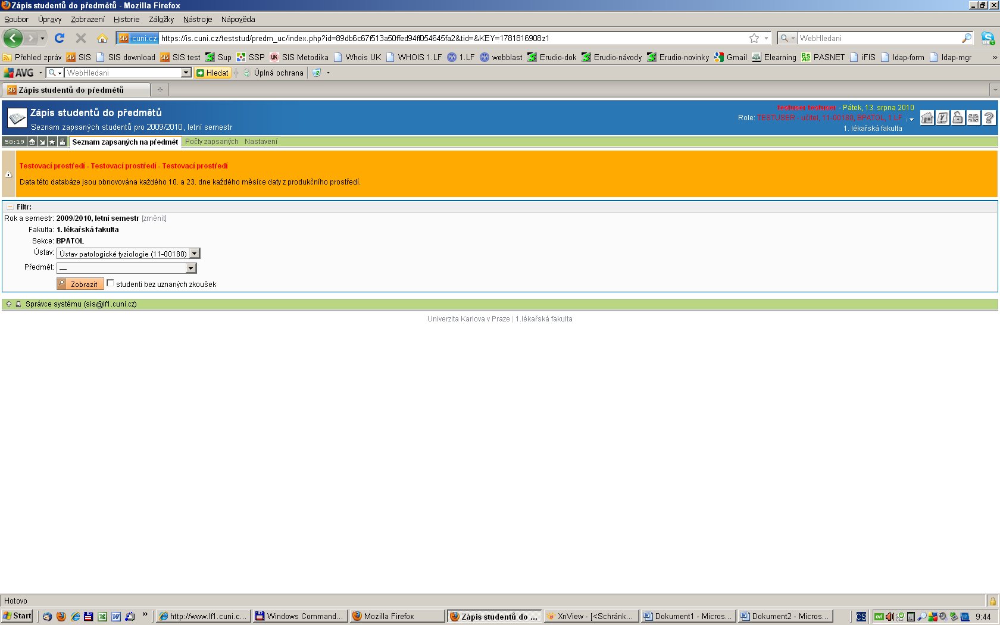 Zápis studentů do předmětů - Mozilla Firefox
Soubor Úpravy Zobrazení Historie Záložky Nástroje Nápověda
SIS cuni.cz https://is.cuni.cz/teststud/predm_uc/index.php?id=89db6c67f513a50ffed94ff054645fa2&tid=&KEY=1781816908z1 WebHledani
Přehled zpráv SIS SIS download SIS test Sup SSP SIS Metodika Whois UK WHOIS 1.LF 1.LF webblast Erudio-dok Erudio-návody Erudio-novinky Gmail Elearning PASNET iFIS ldap-form ldap-mgr »
AVG WebHledani Hledat Úplná ochrana
SIS Zápis studentů do předmětů
Zápis studentů do předmětů
Seznam zapsaných studentů pro 2009/2010, letní semestr
testuser testuser - Pátek, 13. srpna 2010
Role: TESTUSER - učitel, 11-00180, BPATOL, 1.LF
1. lékařská fakulta
58:19 Seznam zapsaných na předmět Počty zapsaných Nastavení
Testovací prostředí - Testovací prostředí - Testovací prostředí
Data této databáze jsou obnovována každého 10. a 23. dne každého měsíce daty z produkčního prostředí.
Filtr:
Rok a semestr: 2009/2010, letní semestr [změnit]
Fakulta: 1. lékařská fakulta
Sekce: BPATOL
Ústav: Ústav patologické fyziologie (11-00180)
Předmět: —
Zobrazit studenti bez uznaných zkoušek
Správce systému (sis@lf1.cuni.cz)
Univerzita Karlova v Praze | 1.lékařská fakulta
Hotovo
Start » http://www.lf1.cuni.c... Windows Command... Mozilla Firefox Zápis studentů do ... XnView - [<Schránk... Dokument1 - Micros... Dokument2 - Micros... CS ovi 9:44